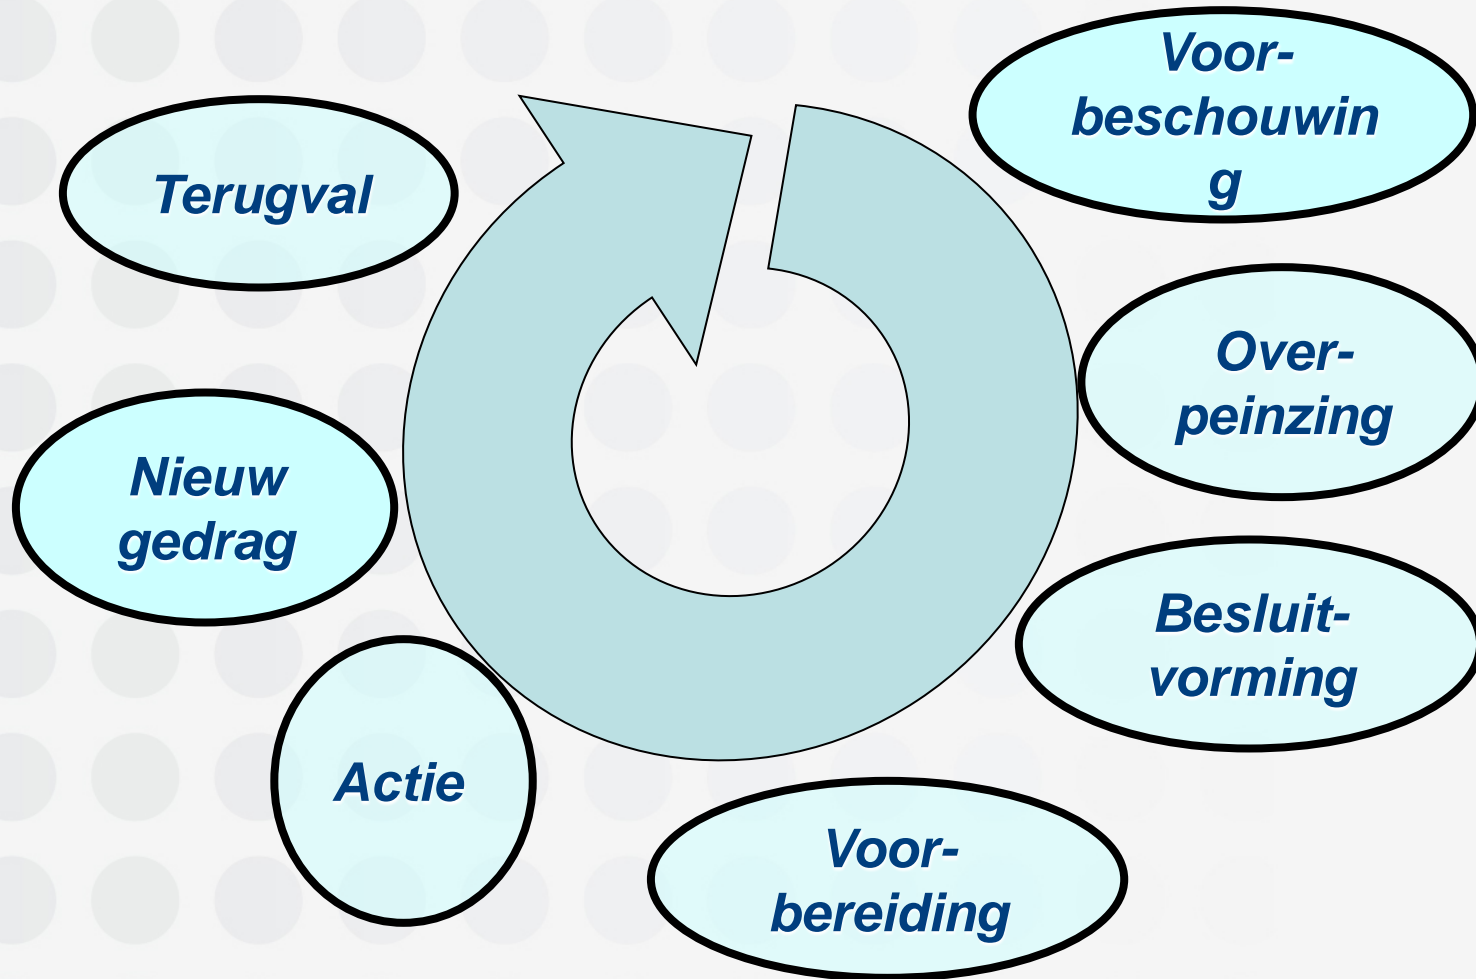 Voor-
beschouwin
g
Terugval
Over-
peinzing
Nieuw
gedrag
Besluit-
vorming
Actie
Voor-
bereiding